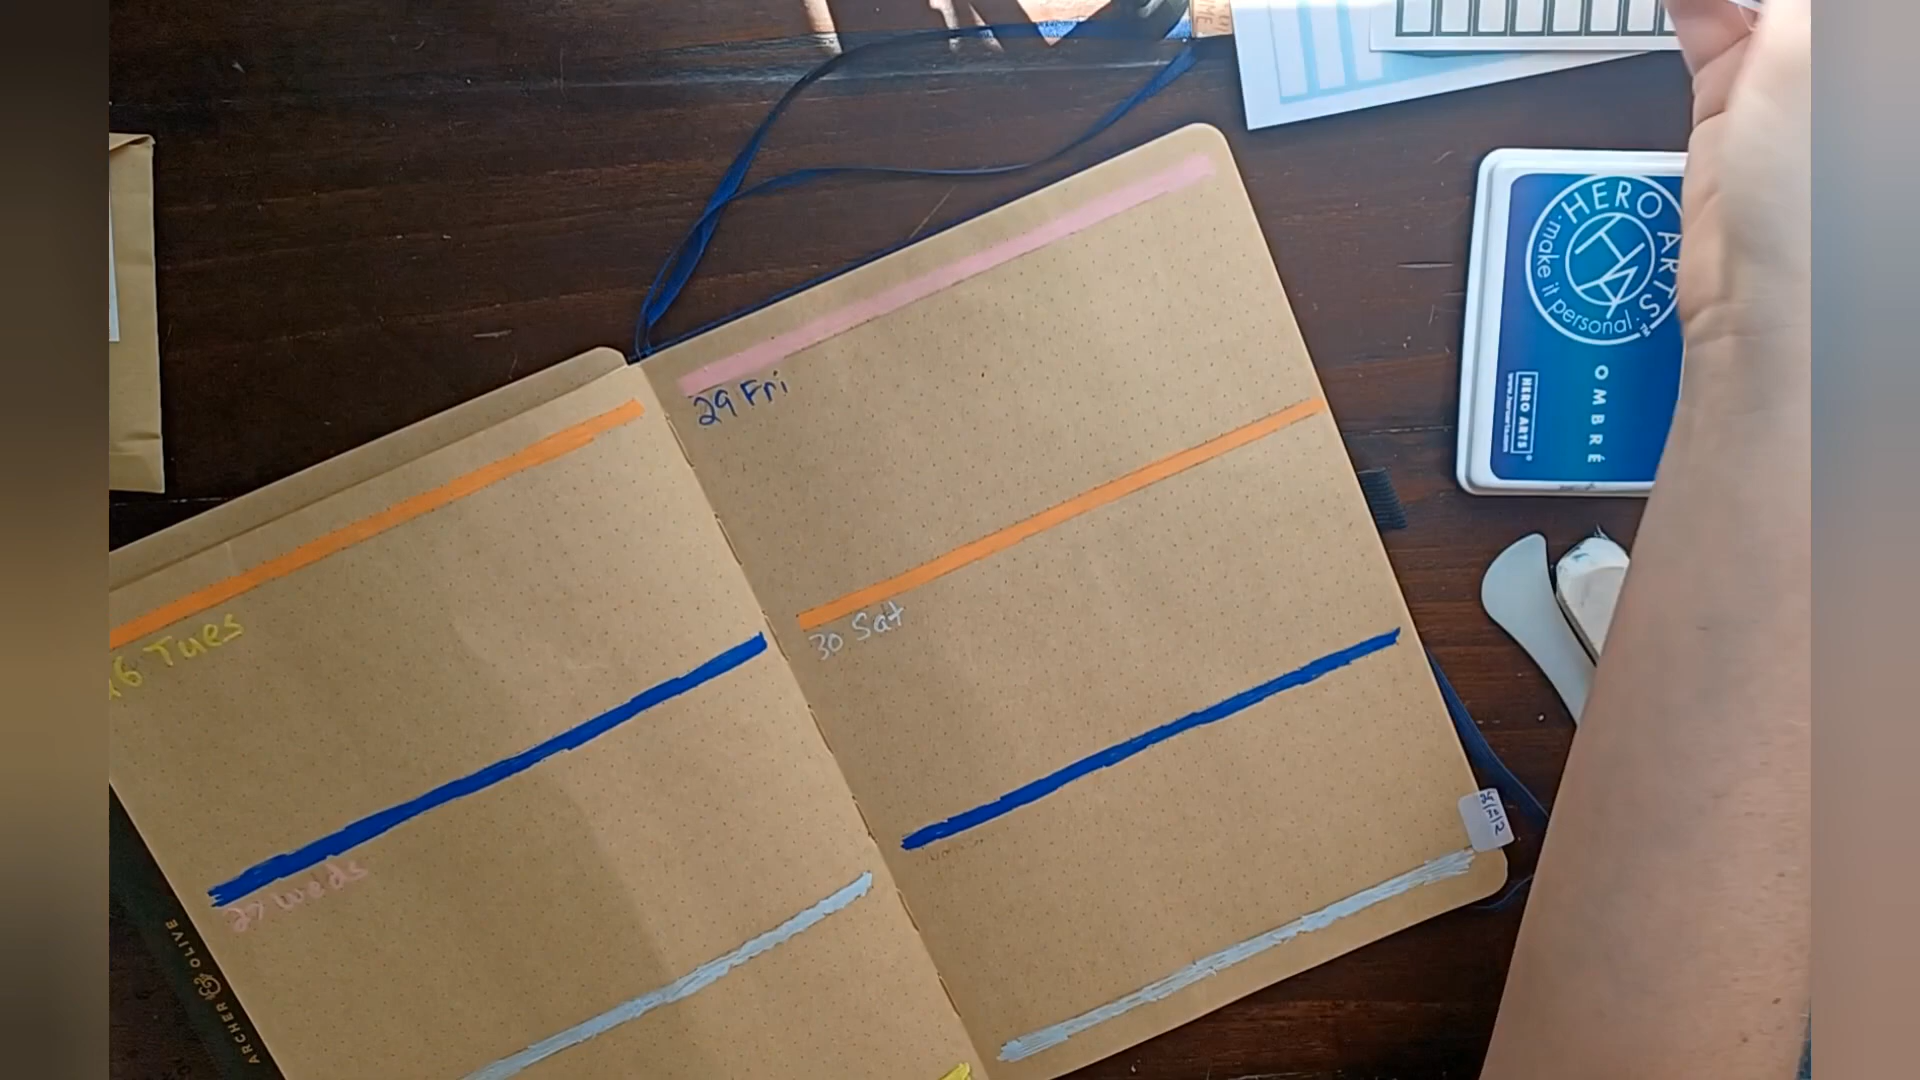 26 Tues
27 Weds
29 Fri
30 Sat
HERO ARTS
make it personal
OMBRÉ
HERO ARTS
ARCHER OLIVE